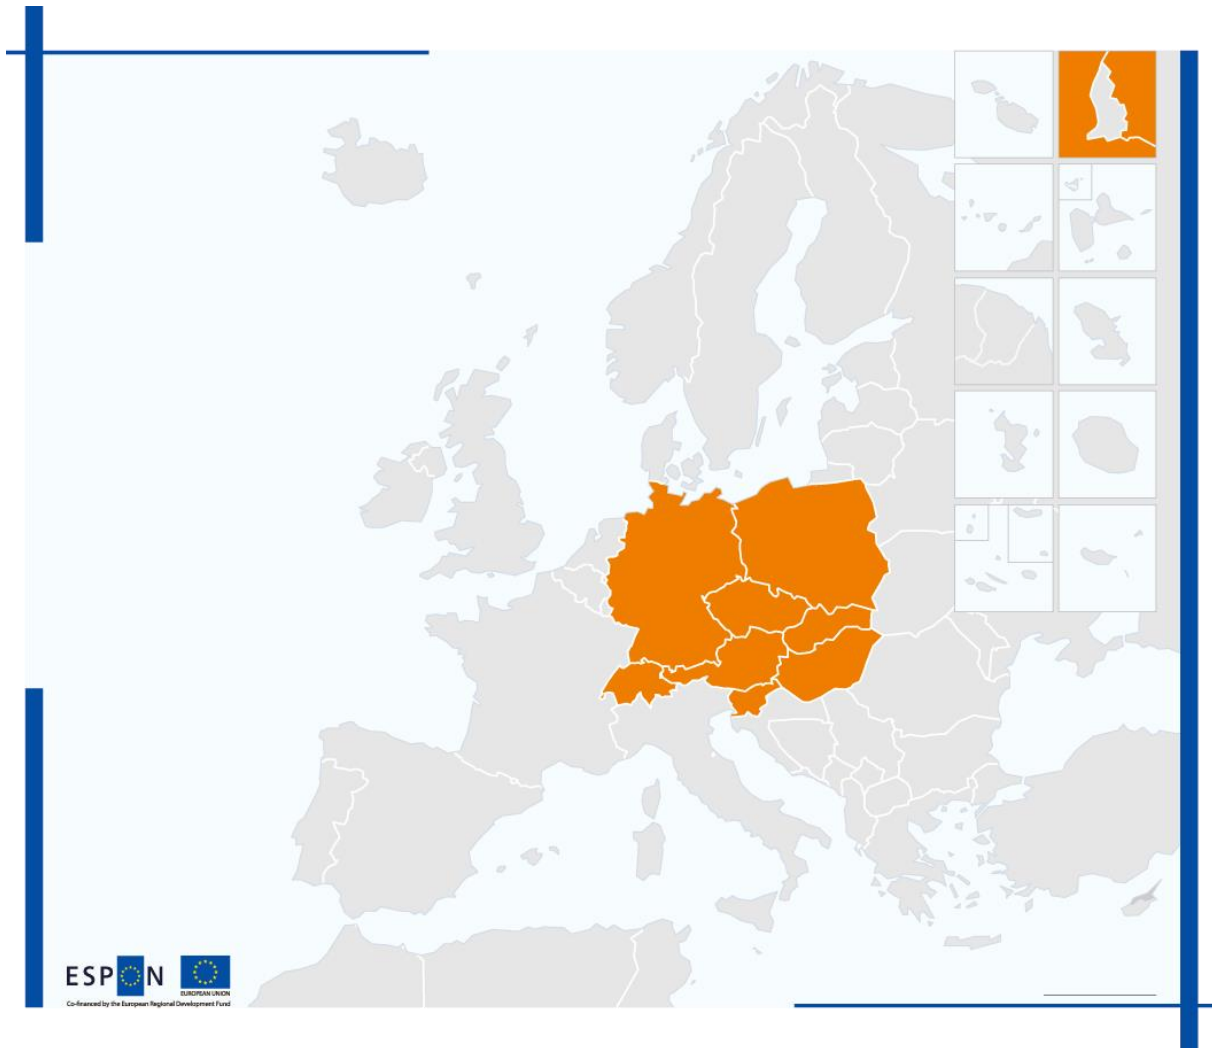 ESPON
EUROPEAN UNION
Co-financed by the European Regional Development Fund